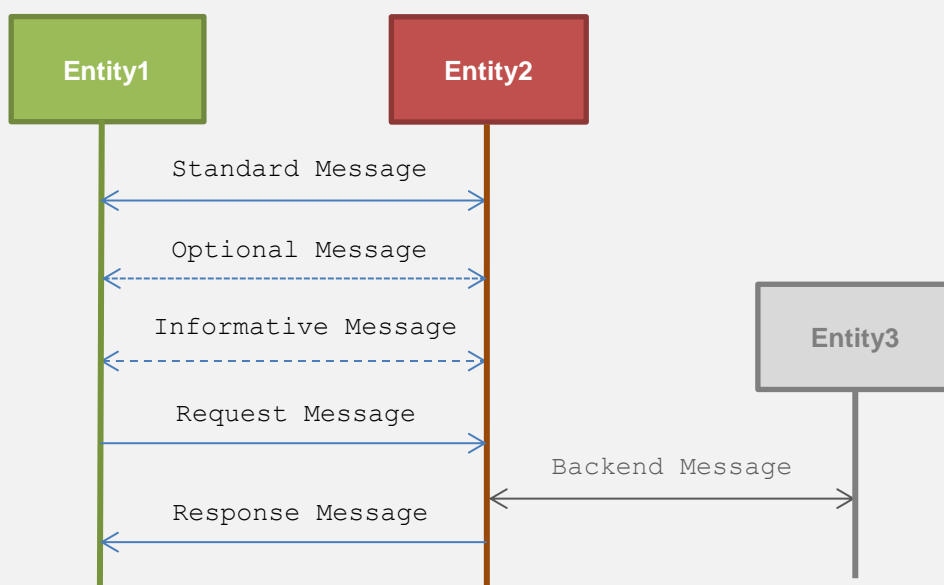 Entity1
Entity2
Standard Message
Optional Message
Informative Message
Entity3
Request Message
Backend Message
Response Message